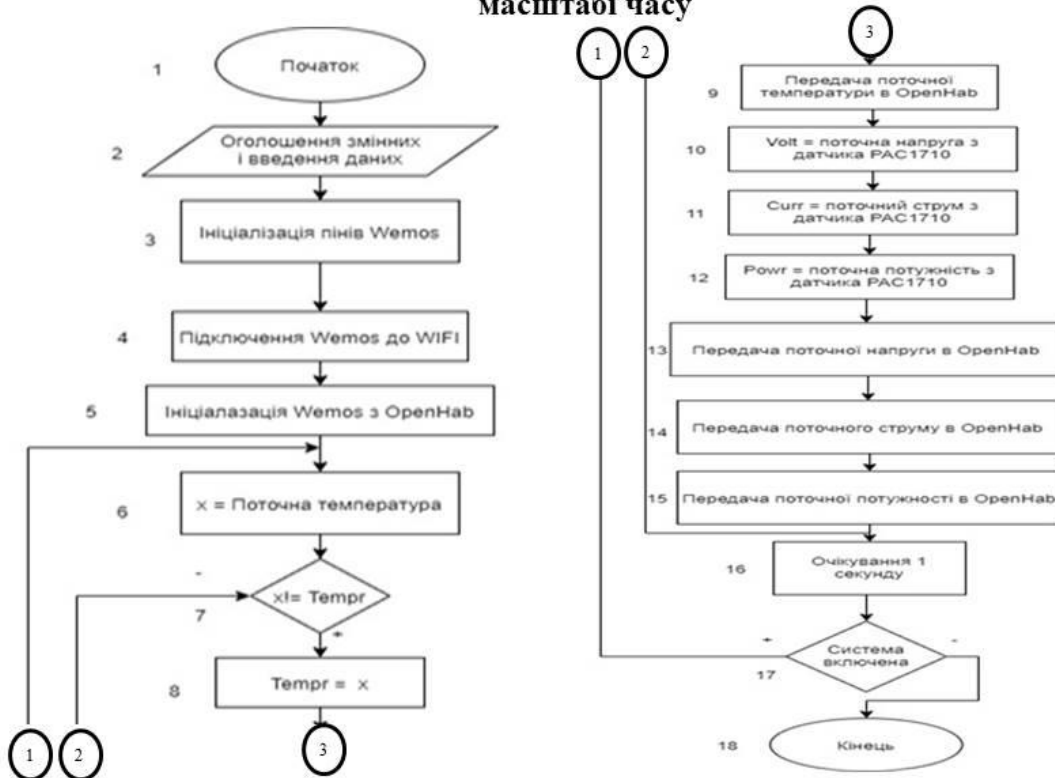 масштабі часу
1
Початок
2
Оголошення змінних
і введення даних
3
Ініціалізація пінів Wemos
4
Підключення Wemos до WIFI
5
Ініціалазація Wemos з OpenHab
6
x = Поточна температура
-
7
x!= Tempr
+
8
Tempr = x
1
2
3
1
2
3
9
Передача поточної
температури в OpenHab
10
Volt = поточна напруга з
датчика PAC1710
11
Curr = поточний струм з
датчика PAC1710
12
Powr = поточна потужність з
датчика PAC1710
13
Передача поточної напруги в OpenHab
14
Передача поточного струму в OpenHab
15
Передача поточної потужності в OpenHab
16
Очікування 1
секунду
+
-
17
Система
включена
18
Кінець